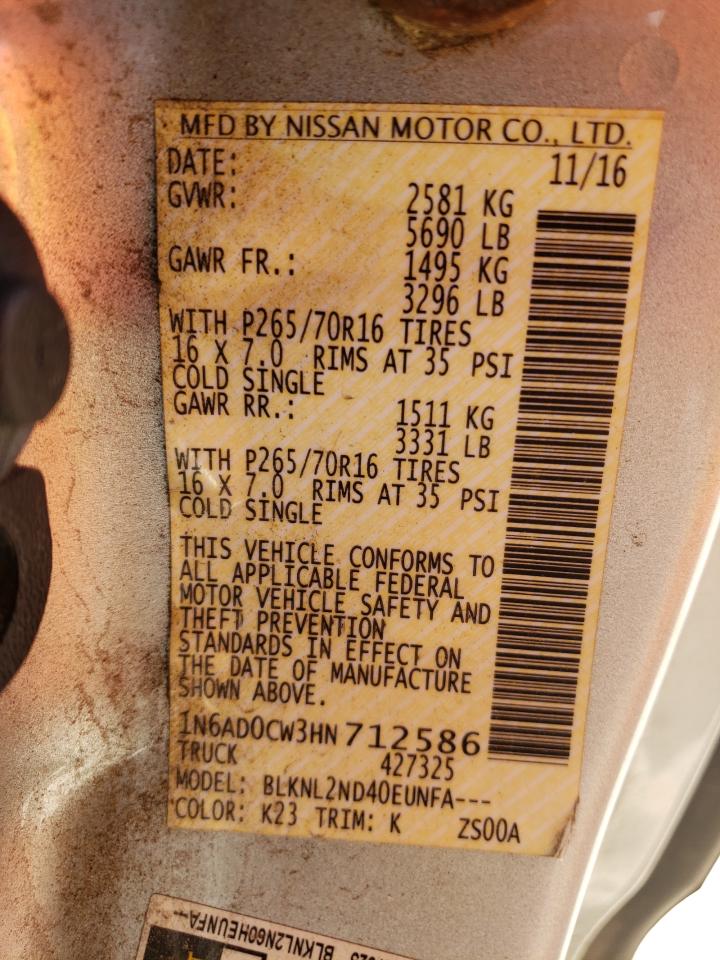 MFD BY NISSAN MOTOR CO., LTD.
DATE: 11/16
GVWR: 2581 KG
5690 LB
GAWR FR.: 1495 KG
3296 LB
WITH P265/70R16 TIRES
16 X 7.0 RIMS AT 35 PSI
COLD SINGLE
GAWR RR.: 1511 KG
3331 LB
WITH P265/70R16 TIRES
16 X 7.0 RIMS AT 35 PSI
COLD SINGLE
THIS VEHICLE CONFORMS TO
ALL APPLICABLE FEDERAL
MOTOR VEHICLE SAFETY AND
THEFT PREVENTION
STANDARDS IN EFFECT ON
THE DATE OF MANUFACTURE
SHOWN ABOVE.
1N6AD0CW3HN712586
TRUCK 427325
MODEL: BLKNL2ND40EUNFA---
COLOR: K23 TRIM: K ZS00A
BLKNL2N60HEUNFA--